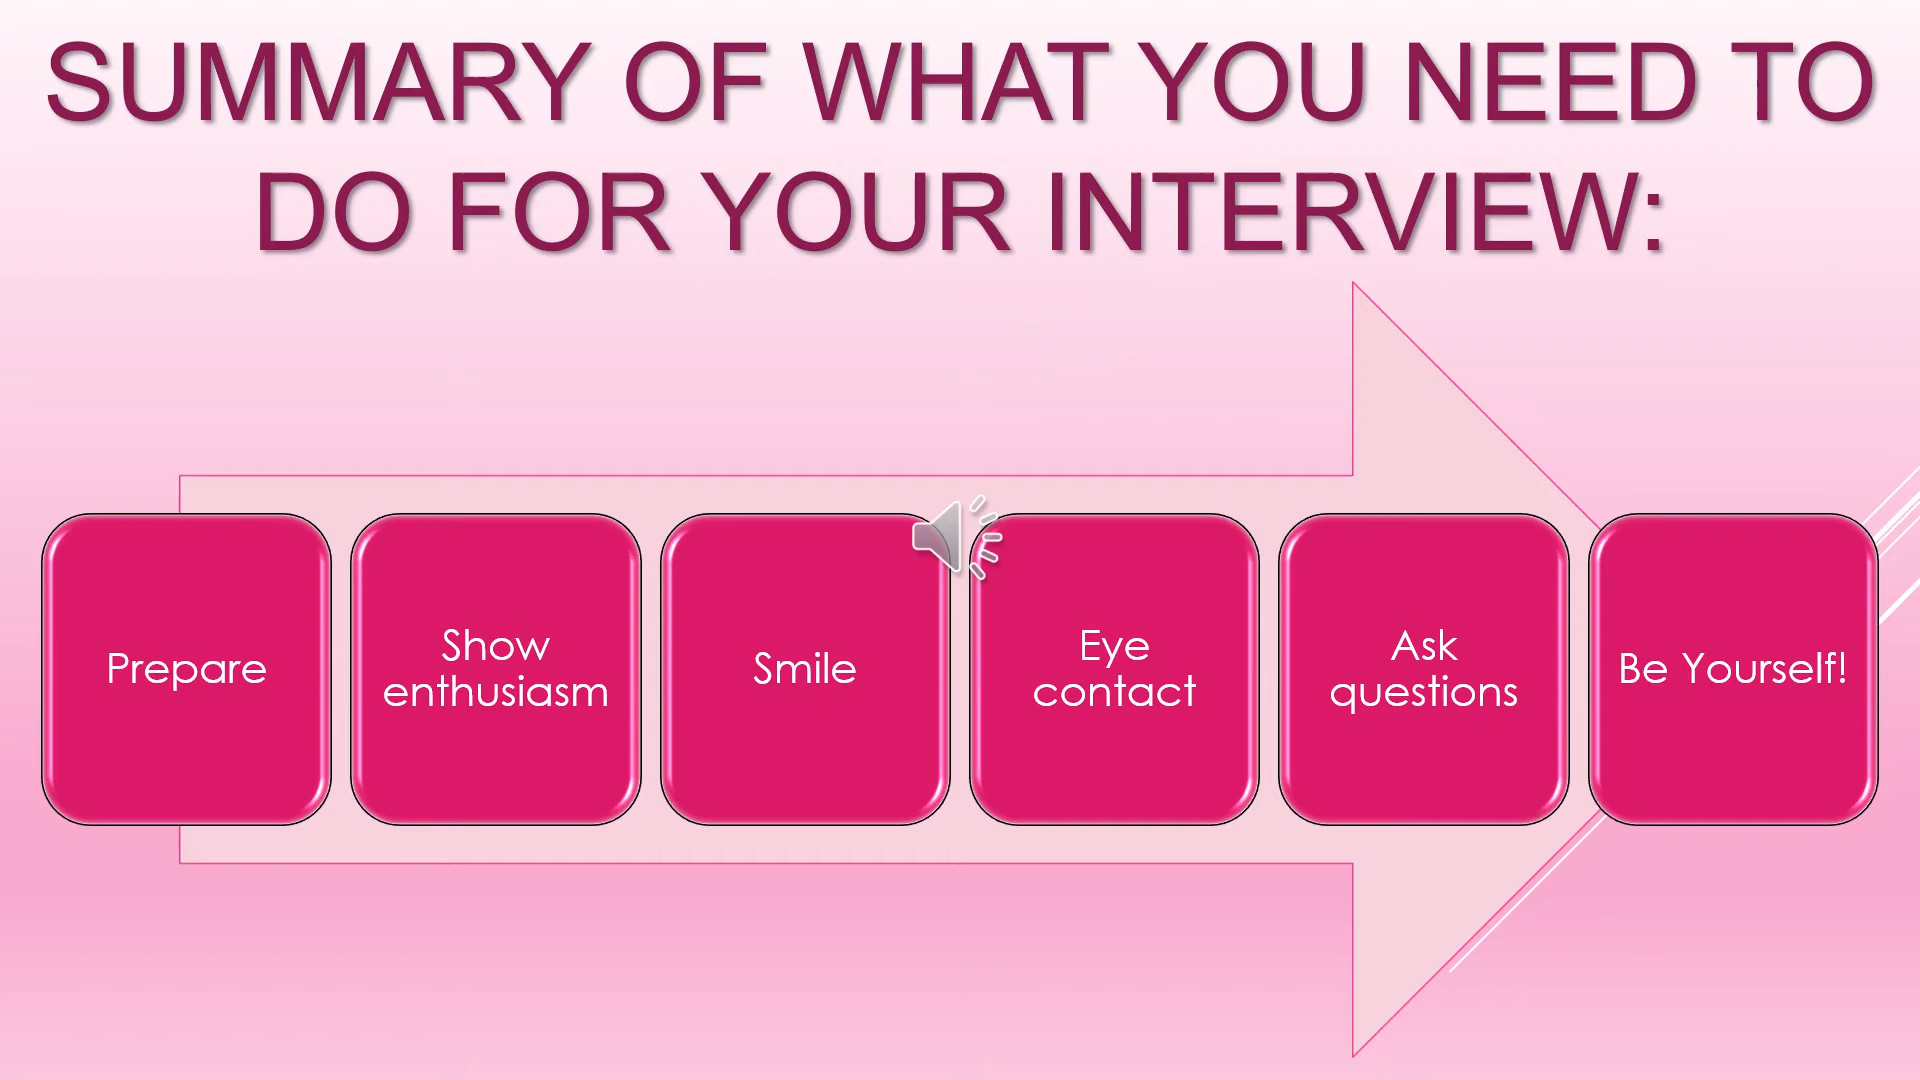 SUMMARY OF WHAT YOU NEED TO
DO FOR YOUR INTERVIEW:
Prepare
Show
enthusiasm
Smile
Eye
contact
Ask
questions
Be Yourself!